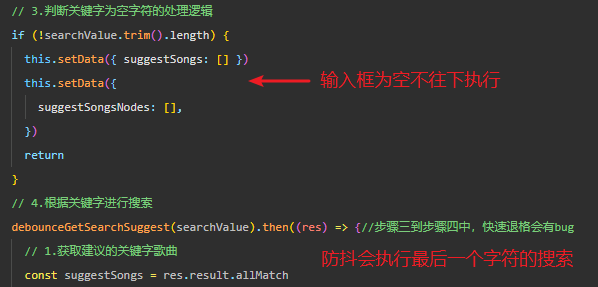 // 3.判断关键字为空字符的处理逻辑
if (!searchValue.trim().length) {
this.setData({ suggestSongs: [] })
this.setData({
输入框为空不往下执行
suggestSongsNodes: [],
})
return
}
// 4.根据关键字进行搜索
debounceGetSearchSuggest(searchValue).then((res) => {//步骤三到步骤四中，快速退格会有bug
// 1.获取建议的关键字歌曲
防抖会执行最后一个字符的搜索
const suggestSongs = res.result.allMatch